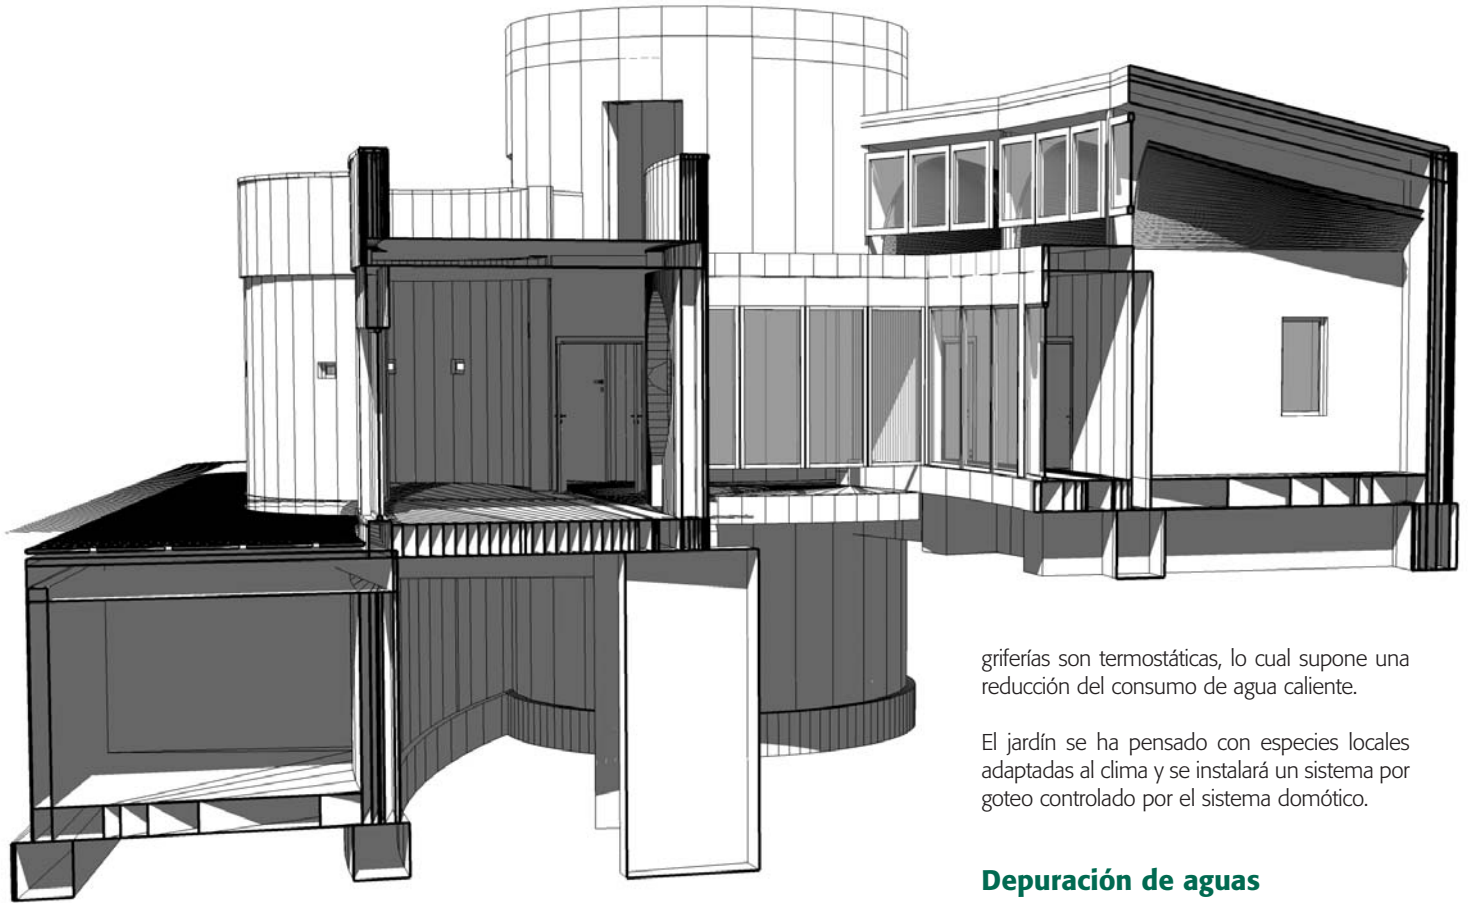 griferías son termostáticas, lo cual supone una
reducción del consumo de agua caliente.
El jardín se ha pensado con especies locales
adaptadas al clima y se instalará un sistema por
goteo controlado por el sistema domótico.
Depuración de aguas